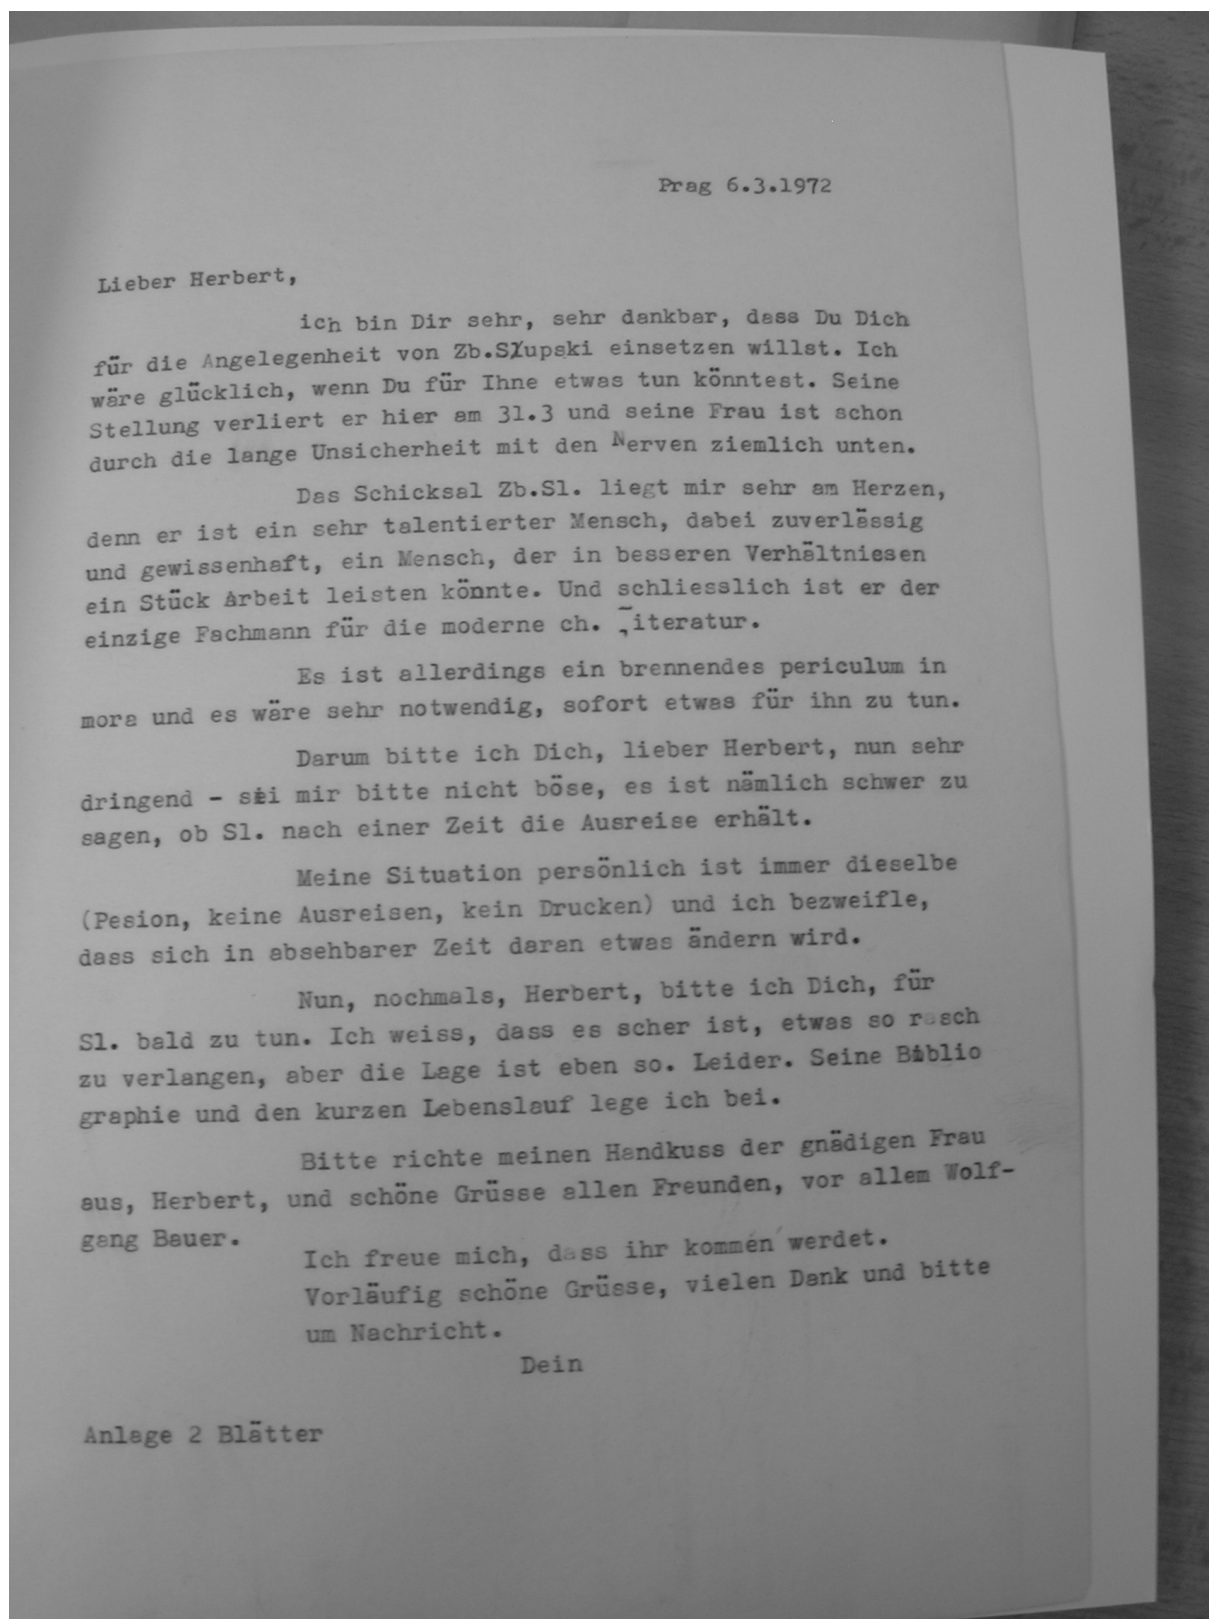 Prag 6.3.1972
Lieber Herbert,
ich bin Dir sehr, sehr dankbar, dass Du Dich
für die Angelegenheit von Zb.Słupski einsetzen willst. Ich
wäre glücklich, wenn Du für Ihne etwas tun könntest. Seine
Stellung verliert er hier am 31.3 und seine Frau ist schon
durch die lange Unsicherheit mit den Nerven ziemlich unten.
Das Schicksal Zb.Sl. liegt mir sehr am Herzen,
denn er ist ein sehr talentierter Mensch, dabei zuverlässig
und gewissenhaft, ein Mensch, der in besseren Verhältniesen
ein Stück Arbeit leisten könnte. Und schliesslich ist er der
einzige Fachmann für die moderne ch. Literatur.
Es ist allerdings ein brennendes periculum in
mora und es wäre sehr notwendig, sofort etwas für ihn zu tun.
Darum bitte ich Dich, lieber Herbert, nun sehr
dringend - sei mir bitte nicht böse, es ist nämlich schwer zu
sagen, ob Sl. nach einer Zeit die Ausreise erhält.
Meine Situation persönlich ist immer dieselbe
(Pesion, keine Ausreisen, kein Drucken) und ich bezweifle,
dass sich in absehbarer Zeit daran etwas ändern wird.
Nun, nochmals, Herbert, bitte ich Dich, für
Sl. bald zu tun. Ich weiss, dass es scher ist, etwas so rasch
zu verlangen, aber die Lage ist eben so. Leider. Seine Biblio
graphie und den kurzen Lebenslauf lege ich bei.
Bitte richte meinen Handkuss der gnädigen Frau
aus, Herbert, und schöne Grüsse allen Freunden, vor allem Wolf-
gang Bauer.
Ich freue mich, dass ihr kommen werdet.
Vorläufig schöne Grüsse, vielen Dank und bitte
um Nachricht.
Dein
Anlage 2 Blätter